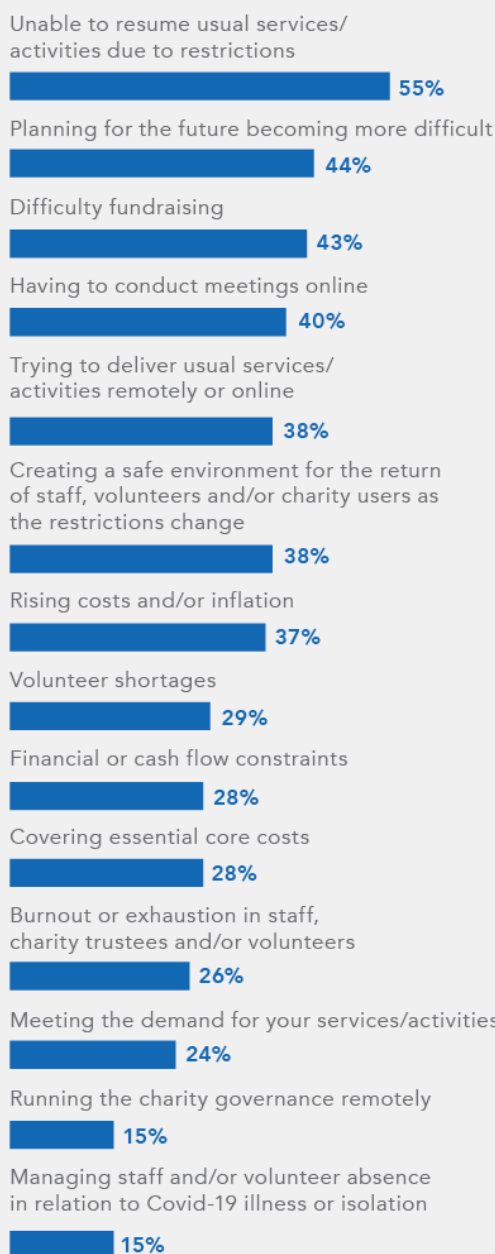 Unable to resume usual services/
activities due to restrictions
55%
Planning for the future becoming more difficult
44%
Difficulty fundraising
43%
Having to conduct meetings online
40%
Trying to deliver usual services/
activities remotely or online
38%
Creating a safe environment for the return
of staff, volunteers and/or charity users as
the restrictions change
38%
Rising costs and/or inflation
37%
Volunteer shortages
29%
Financial or cash flow constraints
28%
Covering essential core costs
28%
Burnout or exhaustion in staff,
charity trustees and/or volunteers
26%
Meeting the demand for your services/activities
24%
Running the charity governance remotely
15%
Managing staff and/or volunteer absence
in relation to Covid-19 illness or isolation
15%